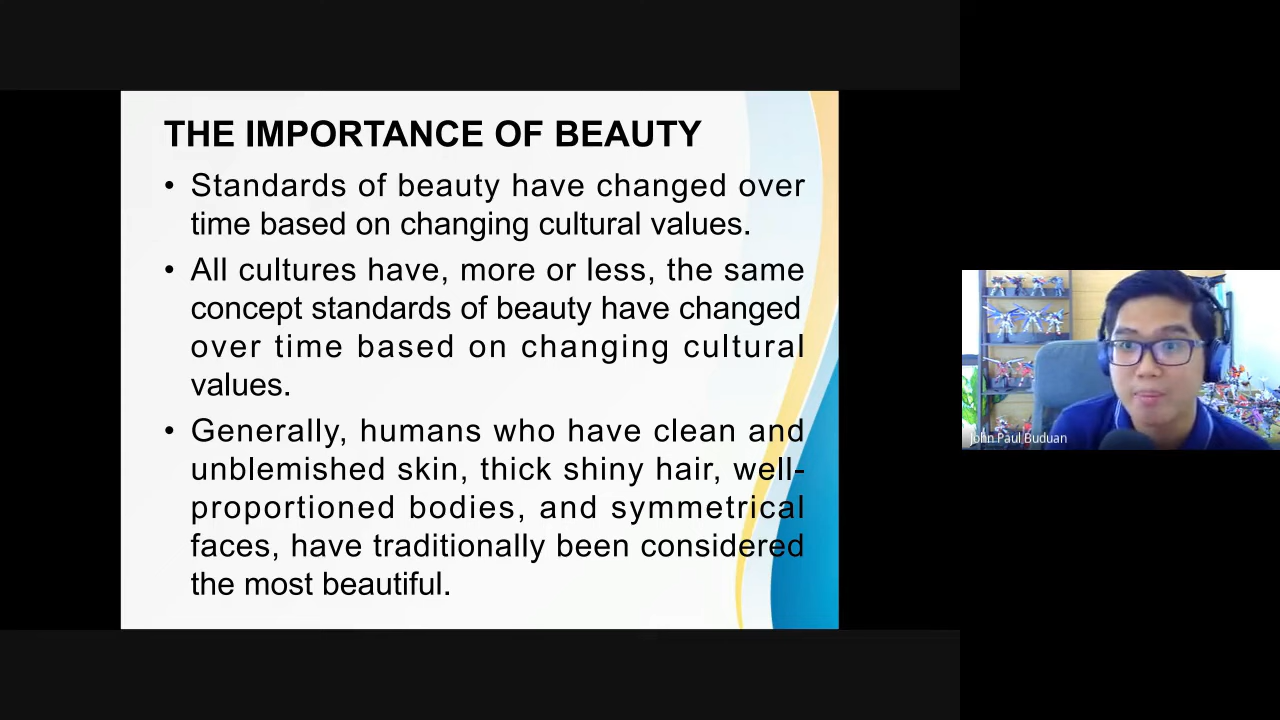 THE IMPORTANCE OF BEAUTY
• Standards of beauty have changed over
time based on changing cultural values.
• All cultures have, more or less, the same
concept standards of beauty have changed
over time based on changing cultural
values.
• Generally, humans who have clean and
unblemished skin, thick shiny hair, well-
proportioned bodies, and symmetrical
faces, have traditionally been considered
the most beautiful.
John Paul Buduan